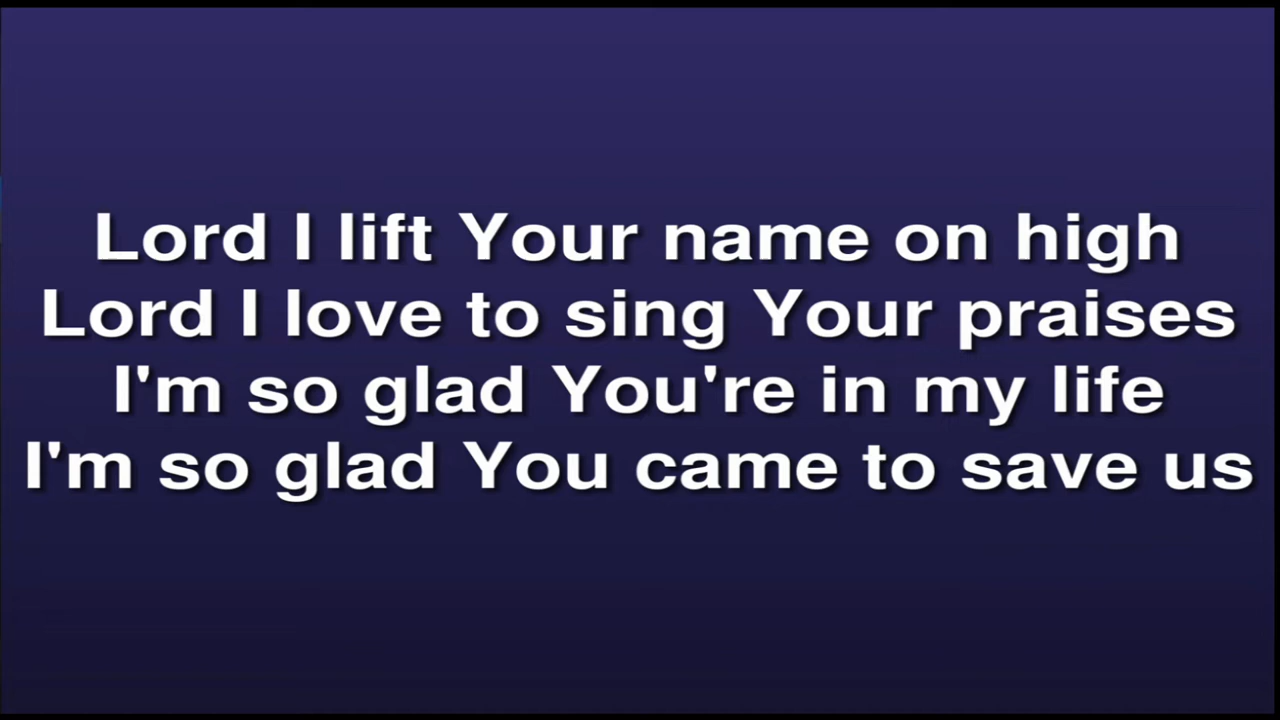 Lord I lift Your name on high
Lord I love to sing Your praises
I'm so glad You're in my life
I'm so glad You came to save us